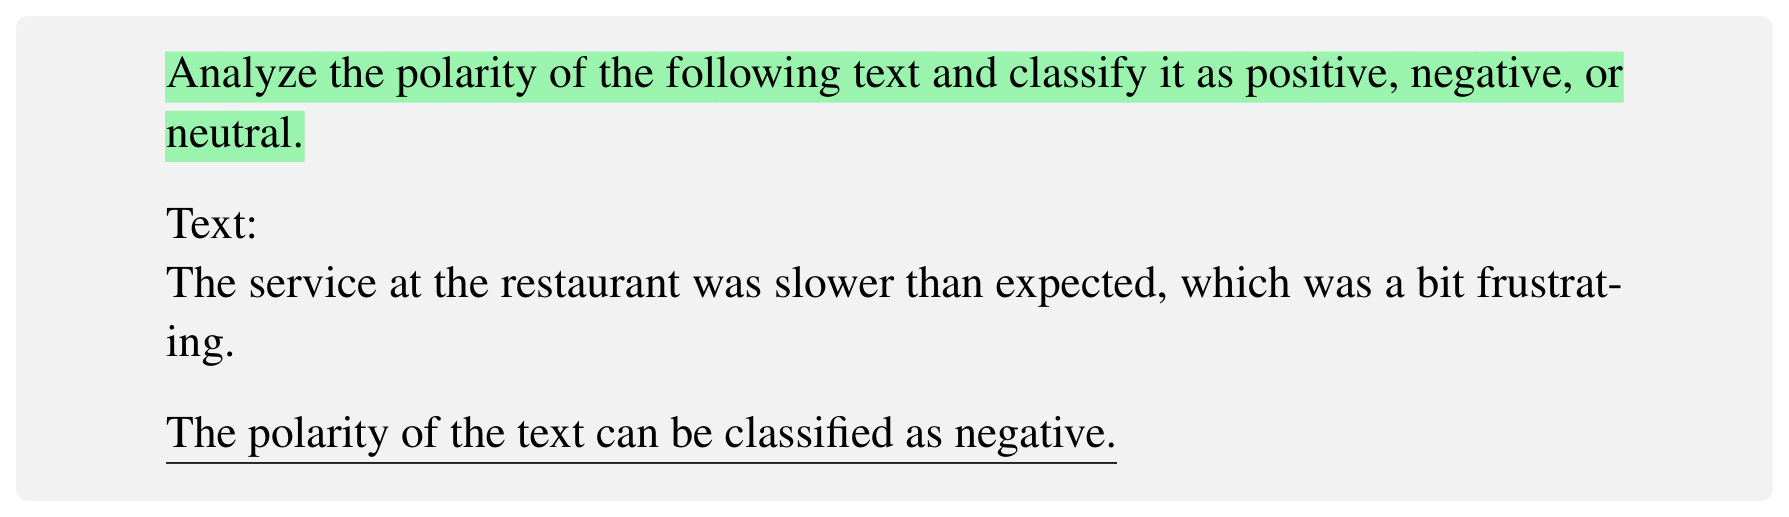 Analyze the polarity of the following text and classify it as positive, negative, or
neutral.
Text:
The service at the restaurant was slower than expected, which was a bit frustrat-
ing.
The polarity of the text can be classified as negative.